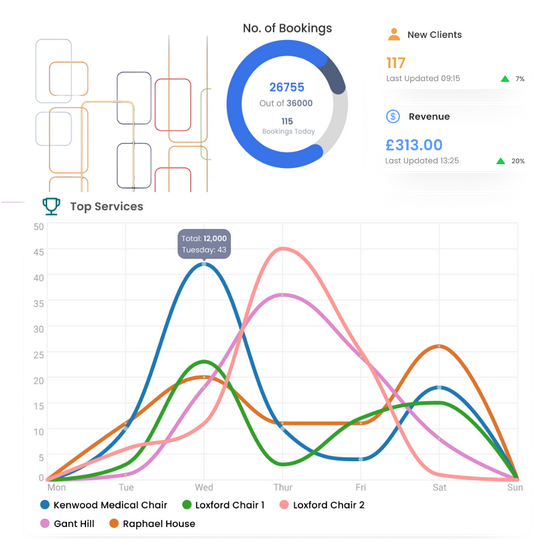 No. of Bookings
26755
Out of 36000
115
Bookings Today
New Clients
117
Last Updated 09:15
7%
Revenue
£313.00
Last Updated 13:25
20%
Top Services
50
45
40
35
30
25
20
15
10
5
0
Total: 12,000
Tuesday: 43
Mon Tue Wed Thur Fri Sat Sun
Kenwood Medical Chair Loxford Chair 1 Loxford Chair 2
Gant Hill Raphael House